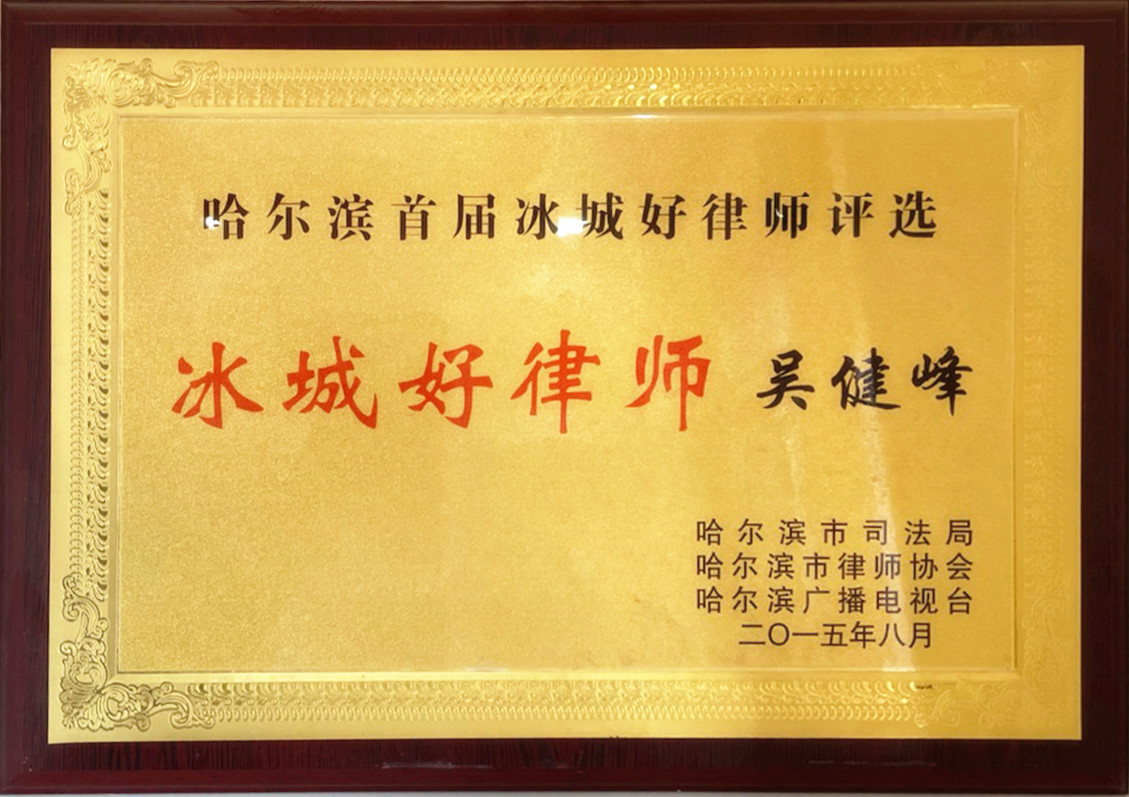 哈尔滨首届冰城好律师评选
冰城好律师 吴健峰
哈尔滨市司法局
哈尔滨市律师协会
哈尔滨广播电视台
二〇一五年八月